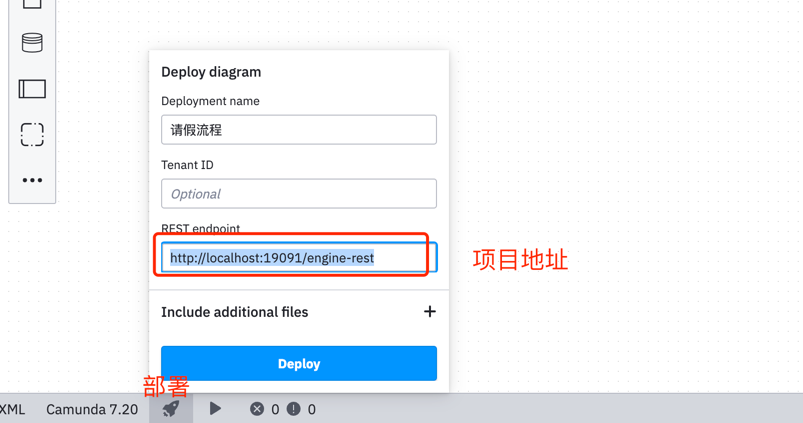 Deploy diagram
Deployment name
请假流程
Tenant ID
Optional
REST endpoint
http://localhost:19091/engine-rest
项目地址
Include additional files
Deploy
部署
XML Camunda 7.20 0 0